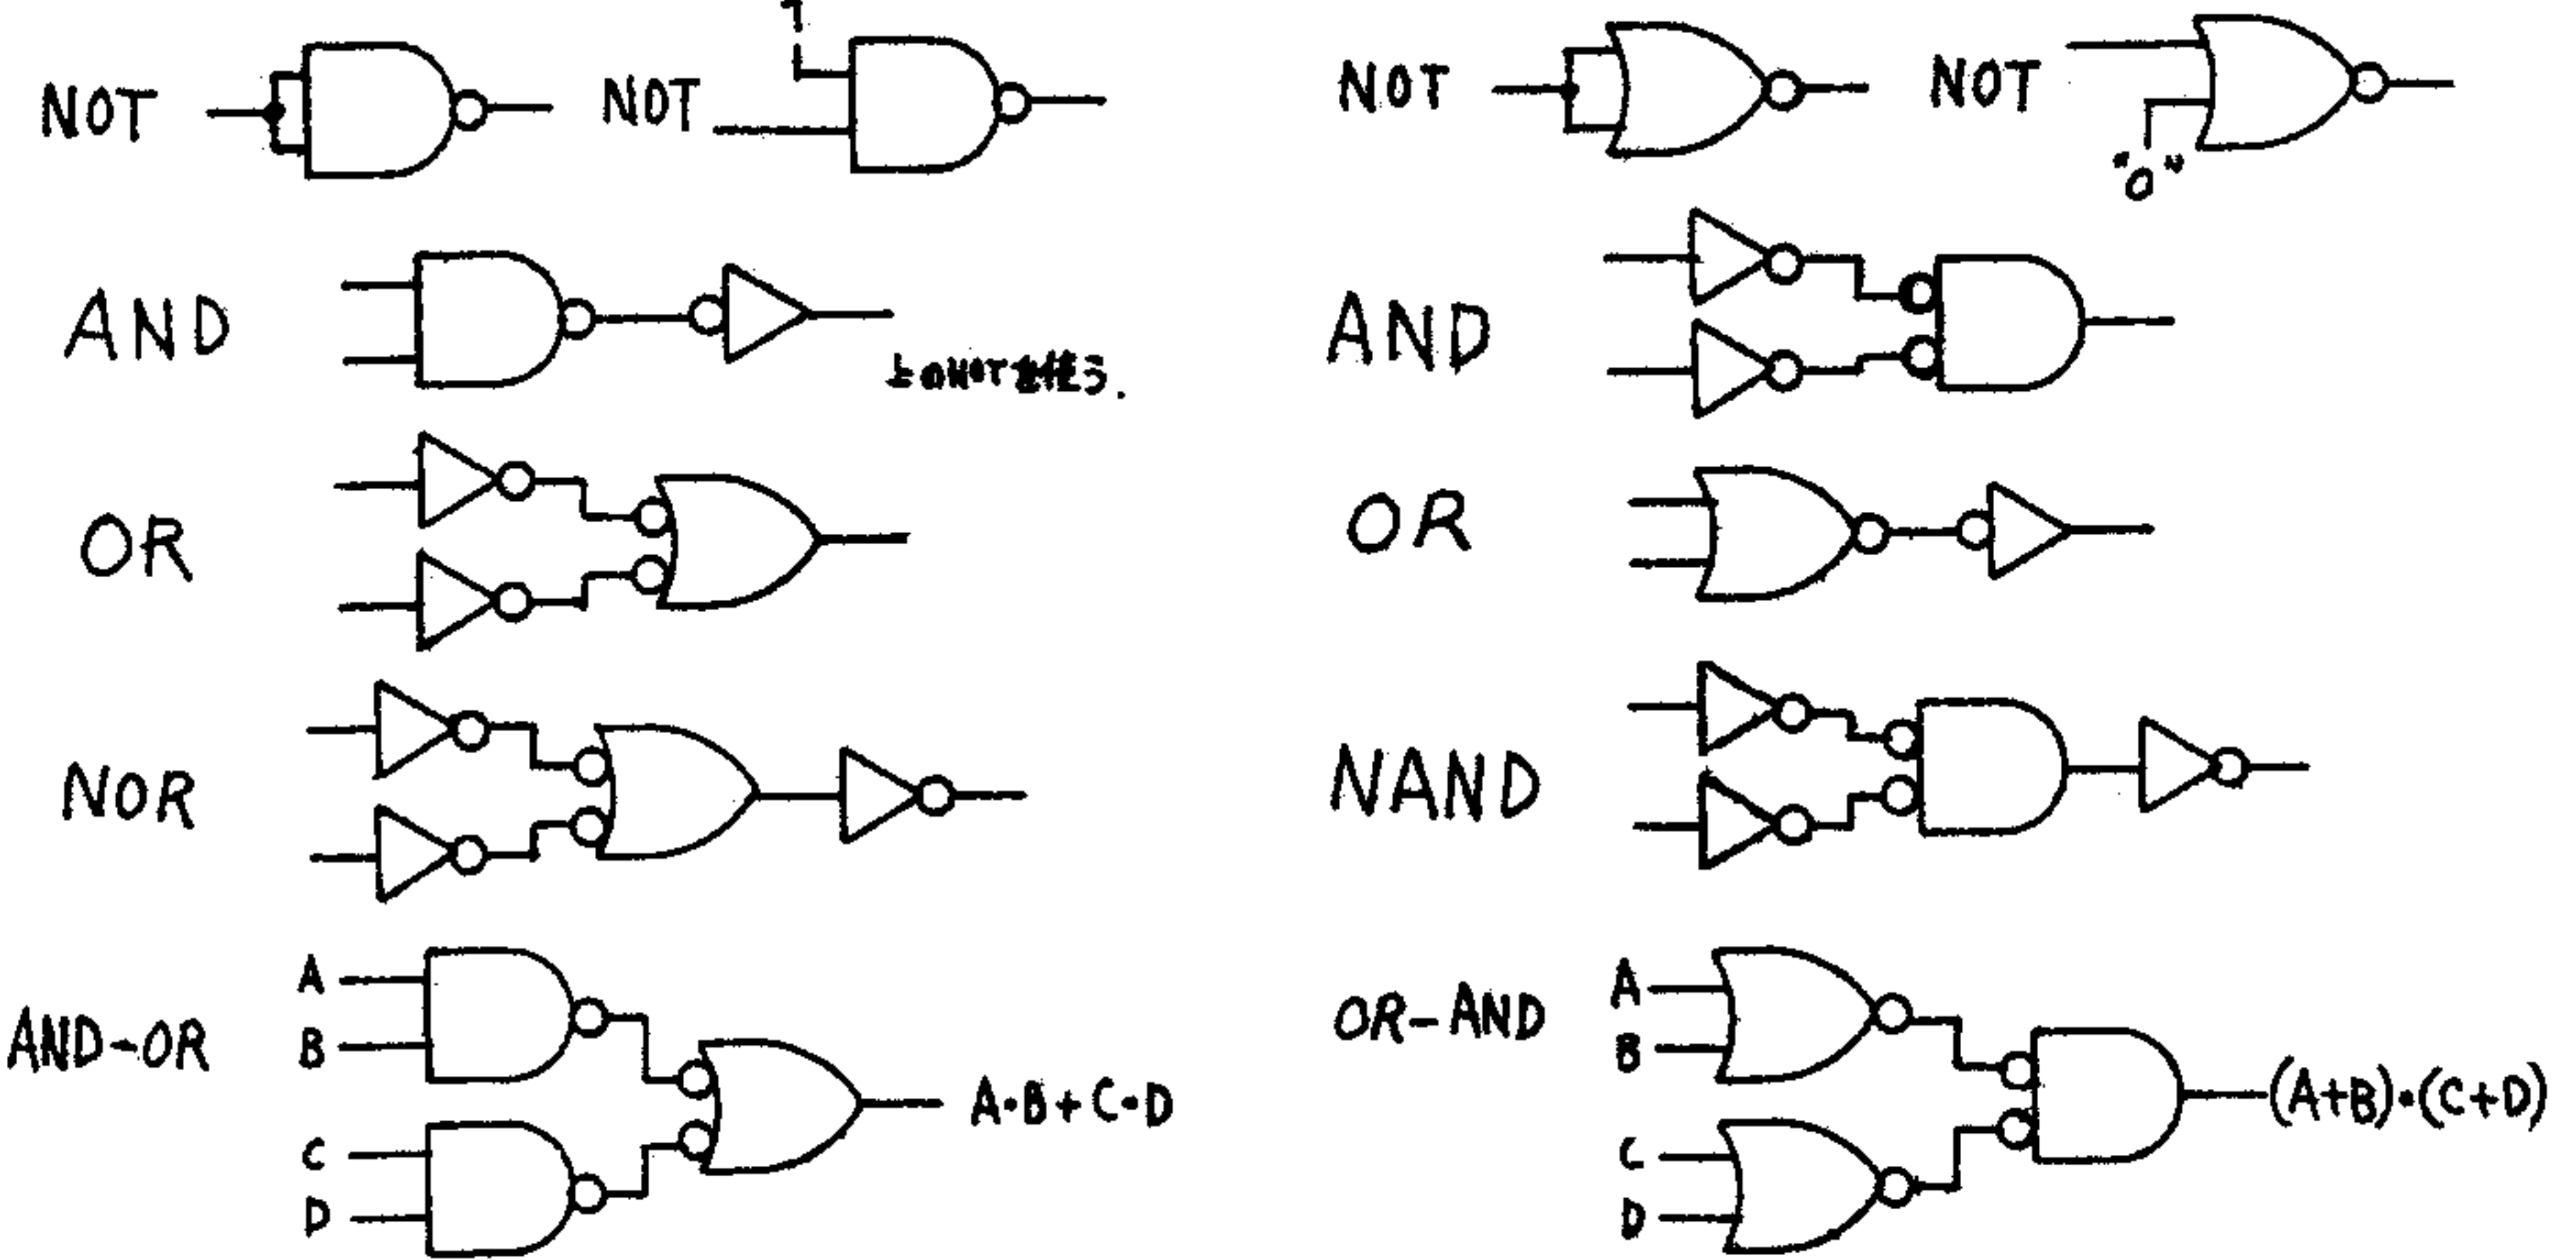 NOT
NOT
AND
上のNOTを使う.
OR
NOR
AND-OR
A
B
C
D
A・B+C・D
NOT
NOT
"0"
AND
OR
NAND
OR-AND
A
B
C
D
(A+B)・(C+D)